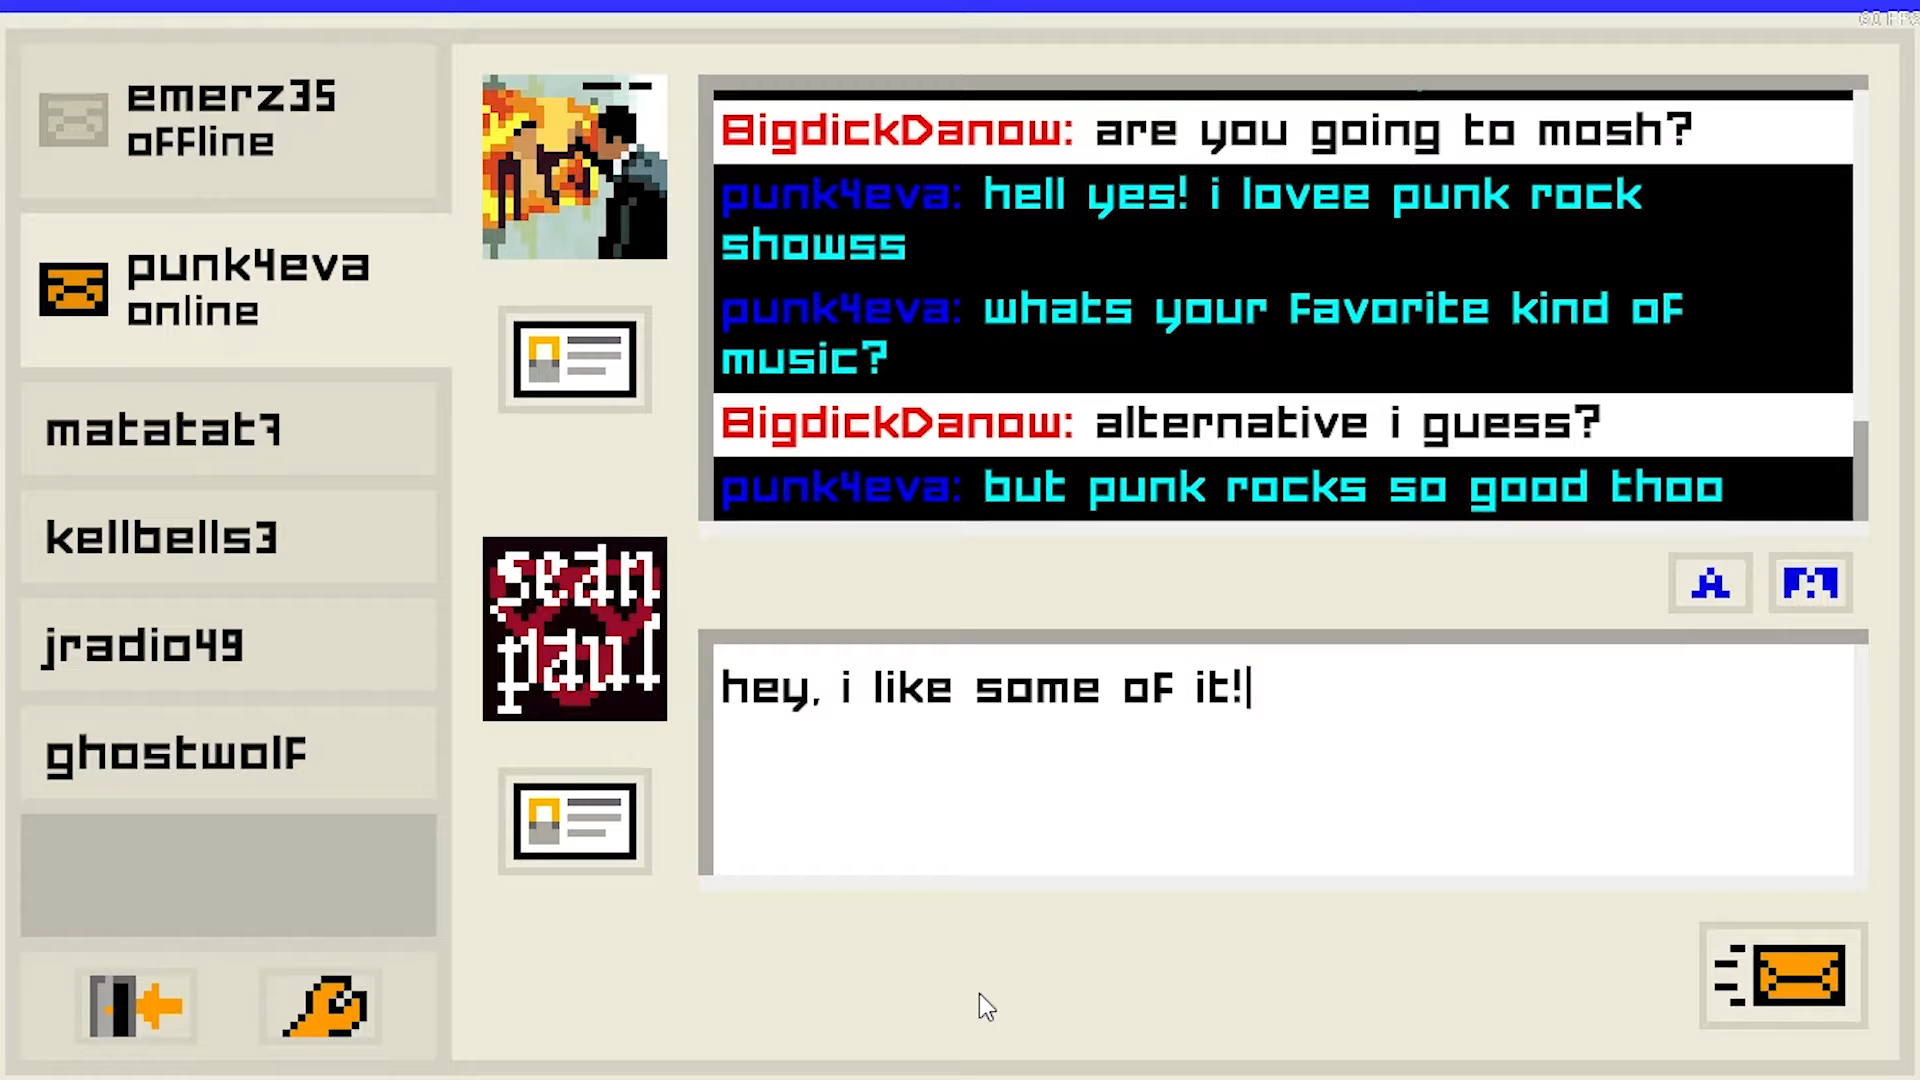 60 FPS
emerz35
offline
punk4eva
online
matatat7
kellbells3
jradio49
ghostwolf
BigdickDanow: are you going to mosh?
punk4eva: hell yes! i lovee punk rock
showss
punk4eva: whats your favorite kind of
music?
BigdickDanow: alternative i guess?
punk4eva: but punk rocks so good thoo
sean
paul
A
hey, i like some of it!